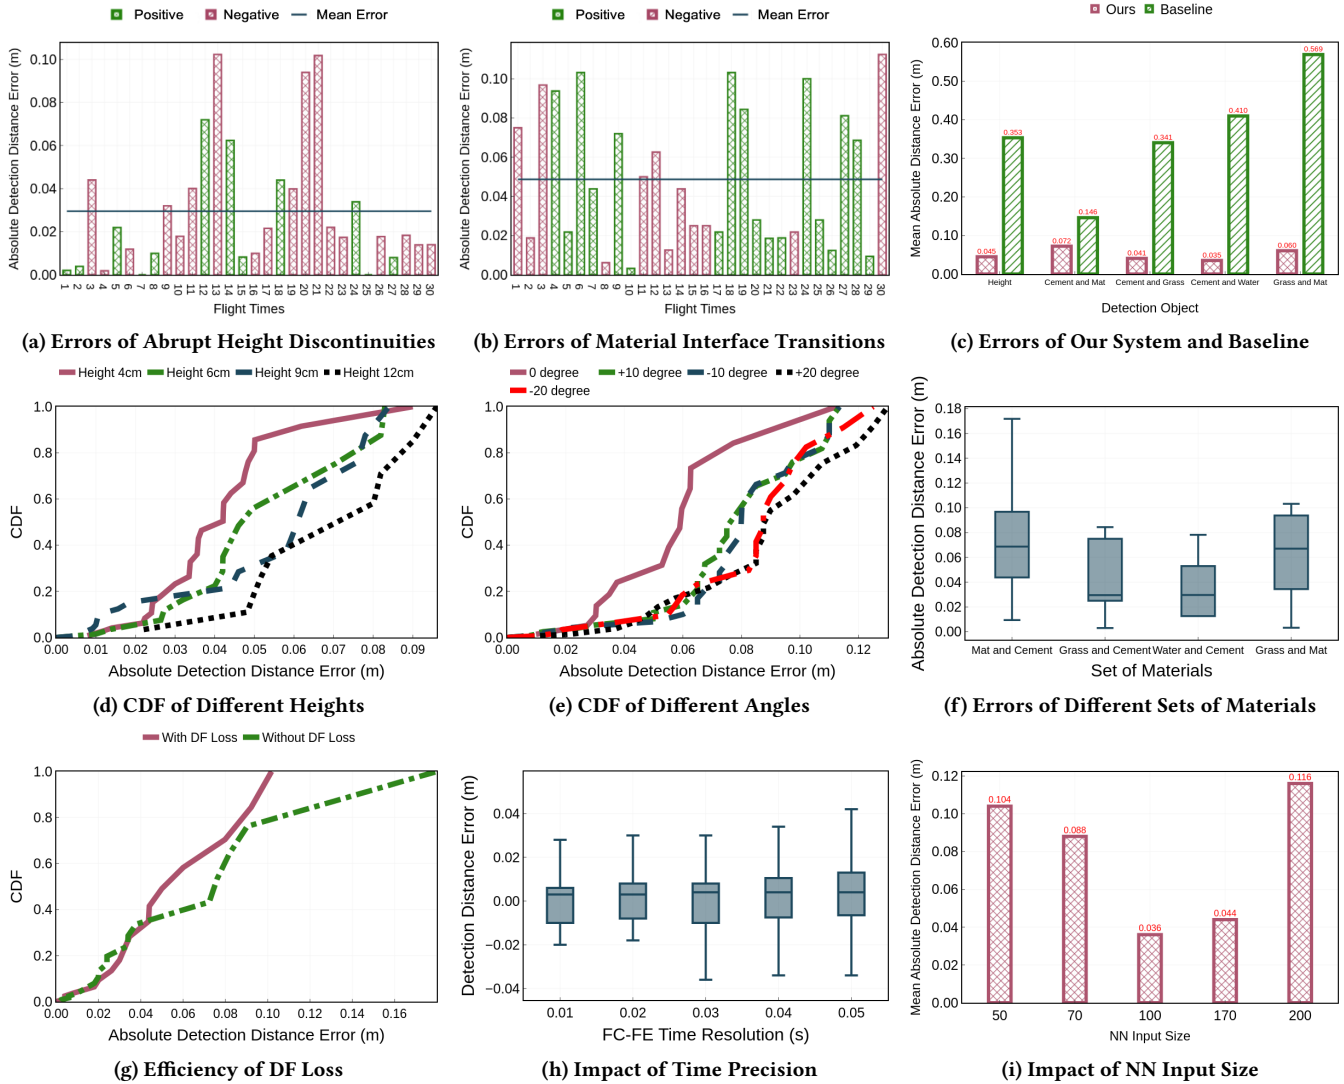 Positive Negative Mean Error
Absolute Detection Distance Error (m)
0.10
0.08
0.06
0.04
0.02
0.00
1 2 3 4 5 6 7 8 9 10 11 12 13 14 15 16 17 18 19 20 21 22 23 24 25 26 27 28 29 30
Flight Times
(a) Errors of Abrupt Height Discontinuities
Positive Negative Mean Error
Absolute Detection Distance Error (m)
0.10
0.08
0.06
0.04
0.02
0.00
1 2 3 4 5 6 7 8 9 10 11 12 13 14 15 16 17 18 19 20 21 22 23 24 25 26 27 28 29 30
Flight Times
(b) Errors of Material Interface Transitions
Ours Baseline
Mean Absolute Distance Error (m)
0.60
0.50
0.40
0.30
0.20
0.10
0.00
0.045 0.353 0.072 0.146 0.041 0.341 0.035 0.410 0.060 0.569
Height Cement and Mat Cement and Grass Cement and Water Grass and Mat
Detection Object
(c) Errors of Our System and Baseline
Height 4cm Height 6cm Height 9cm Height 12cm
CDF
1.0
0.8
0.6
0.4
0.2
0.0
0.00 0.01 0.02 0.03 0.04 0.05 0.06 0.07 0.08 0.09
Absolute Detection Distance Error (m)
(d) CDF of Different Heights
0 degree +10 degree -10 degree +20 degree
-20 degree
CDF
1.0
0.8
0.6
0.4
0.2
0.0
0.00 0.02 0.04 0.06 0.08 0.10 0.12
Absolute Detection Distance Error (m)
(e) CDF of Different Angles
Absolute Detection Distance Error (m)
0.18
0.16
0.14
0.12
0.10
0.08
0.06
0.04
0.02
0.00
Mat and Cement Grass and Cement Water and Cement Grass and Mat
Set of Materials
(f) Errors of Different Sets of Materials
With DF Loss Without DF Loss
CDF
1.0
0.8
0.6
0.4
0.2
0.0
0.00 0.02 0.04 0.06 0.08 0.10 0.12 0.14 0.16
Absolute Detection Distance Error (m)
(g) Efficiency of DF Loss
Detection Distance Error (m)
0.04
0.02
0.00
−0.02
−0.04
0.01 0.02 0.03 0.04 0.05
FC-FE Time Resolution (s)
(h) Impact of Time Precision
Mean Absolute Detection Distance Error (m)
0.12
0.10
0.08
0.06
0.04
0.02
0.00
0.104 0.088 0.036 0.044 0.116
50 70 100 170 200
NN Input Size
(i) Impact of NN Input Size